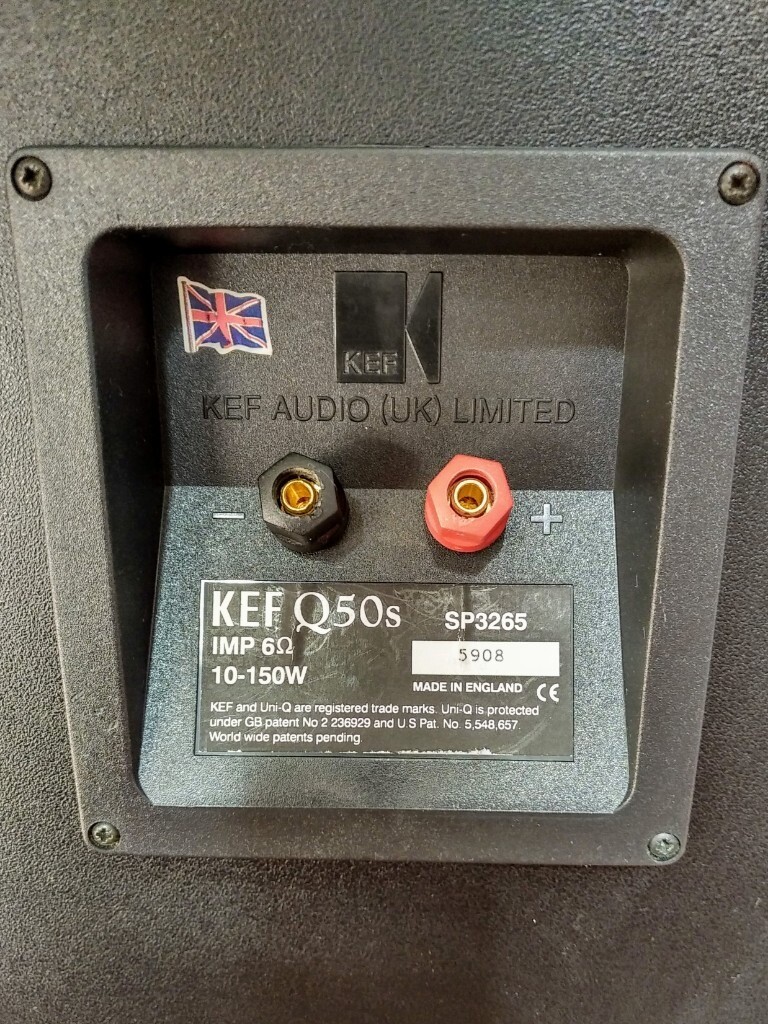 KEF
KEF AUDIO (UK) LIMITED
− +
KEF Q50s SP3265
IMP 6Ω
5908
10-150W
MADE IN ENGLAND CE
KEF and Uni-Q are registered trade marks. Uni-Q is protected
under GB patent No 2 236929 and U S Pat. No. 5,548,657.
World wide patents pending.